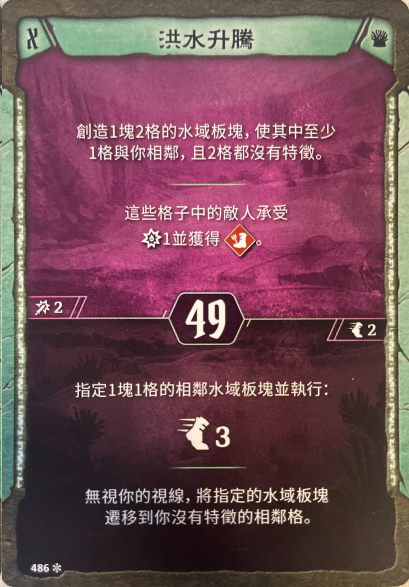 א
洪水升騰
創造1塊2格的水域板塊, 使其中至少
1格與你相鄰, 且2格都沒有特徵。
這些格子中的敵人承受
1並獲得 。
2
49
2
指定1塊1格的相鄰水域板塊並執行:
3
無視你的視線, 將指定的水域板塊
遷移到你沒有特徵的相鄰格。
486